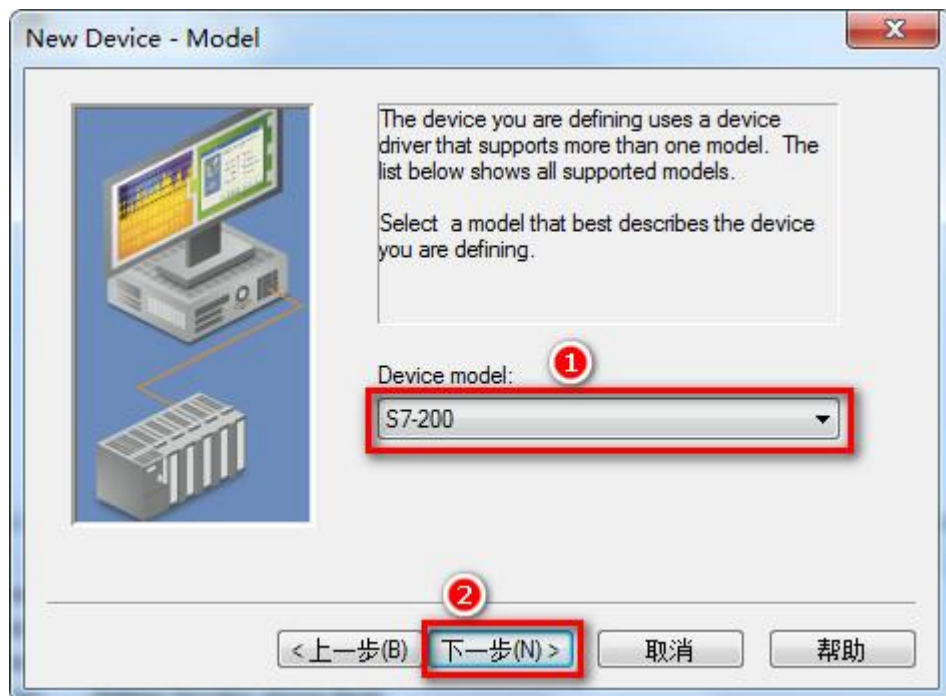 New Device - Model
The device you are defining uses a device
driver that supports more than one model. The
list below shows all supported models.
Select a model that best describes the device
you are defining.
Device model:
1
S7-200
2
<上一步(B)
下一步(N)>
取消
帮助